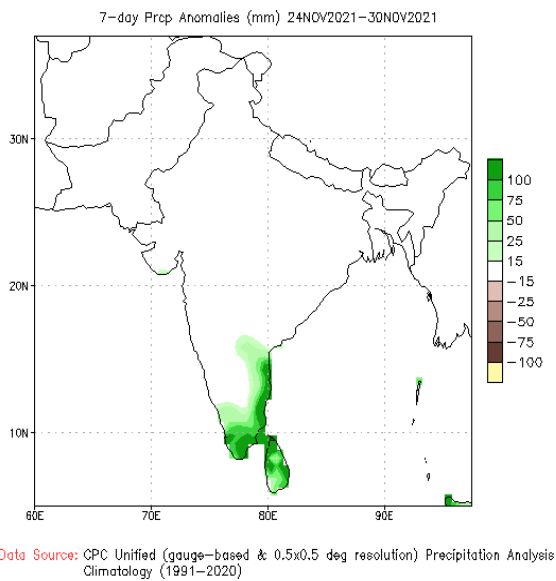 7-day Prcp Anomalies (mm) 24NOV2021-30NOV2021
30N
20N
10N
60E
70E
80E
90E
100
75
50
25
15
-15
-25
-50
-75
-100
Data Source: CPC Unified (gauge-based & 0.5x0.5 deg resolution) Precipitation Analysis
Climatology (1991-2020)